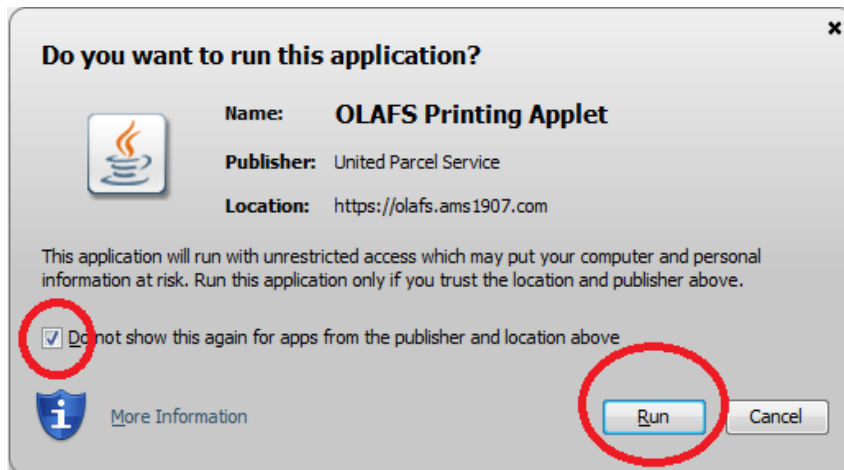 Do you want to run this application?
Name: OLAFS Printing Applet
Publisher: United Parcel Service
Location: https://olafs.ams1907.com
This application will run with unrestricted access which may put your computer and personal
information at risk. Run this application only if you trust the location and publisher above.
Do not show this again for apps from the publisher and location above
More Information
Run
Cancel